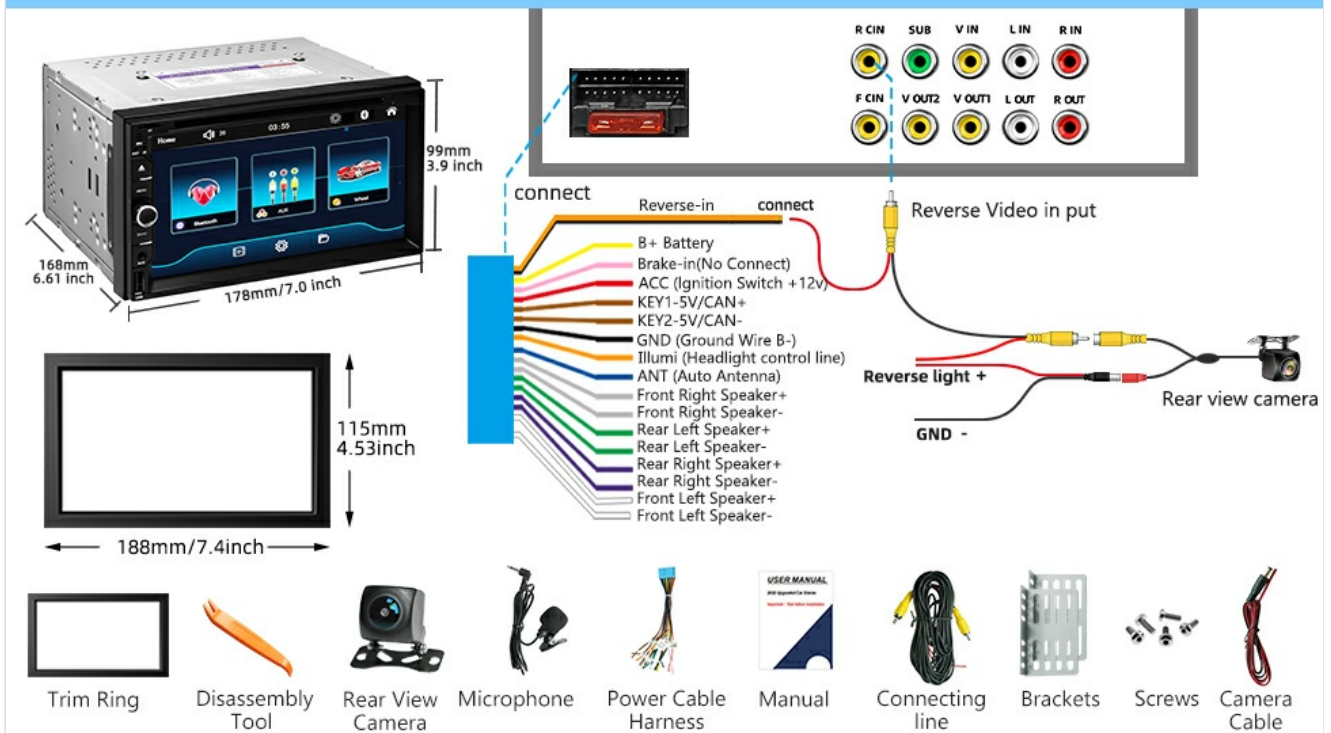 R CIN
SUB
V IN
L IN
R IN
F CIN
V OUT2
V OUT1
L OUT
R OUT
Home
20
03:55
Bluetooth
AUX
Wheel
99mm
3.9 inch
168mm
6.61 inch
178mm/7.0 inch
connect
Reverse-in
connect
Reverse Video in put
B+ Battery
Brake-in(No Connect)
ACC (Ignition Switch +12v)
KEY1-5V/CAN+
KEY2-5V/CAN-
GND (Ground Wire B-)
Illumi (Headlight control line)
ANT (Auto Antenna)
Front Right Speaker+
Front Right Speaker-
Rear Left Speaker+
Rear Left Speaker-
Rear Right Speaker+
Rear Right Speaker-
Front Left Speaker+
Front Left Speaker-
Reverse light +
GND -
Rear view camera
115mm
4.53inch
188mm/7.4inch
USER MANUAL
Trim Ring
Disassembly
Tool
Rear View
Camera
Microphone
Power Cable
Harness
Manual
Connecting
line
Brackets
Screws
Camera
Cable